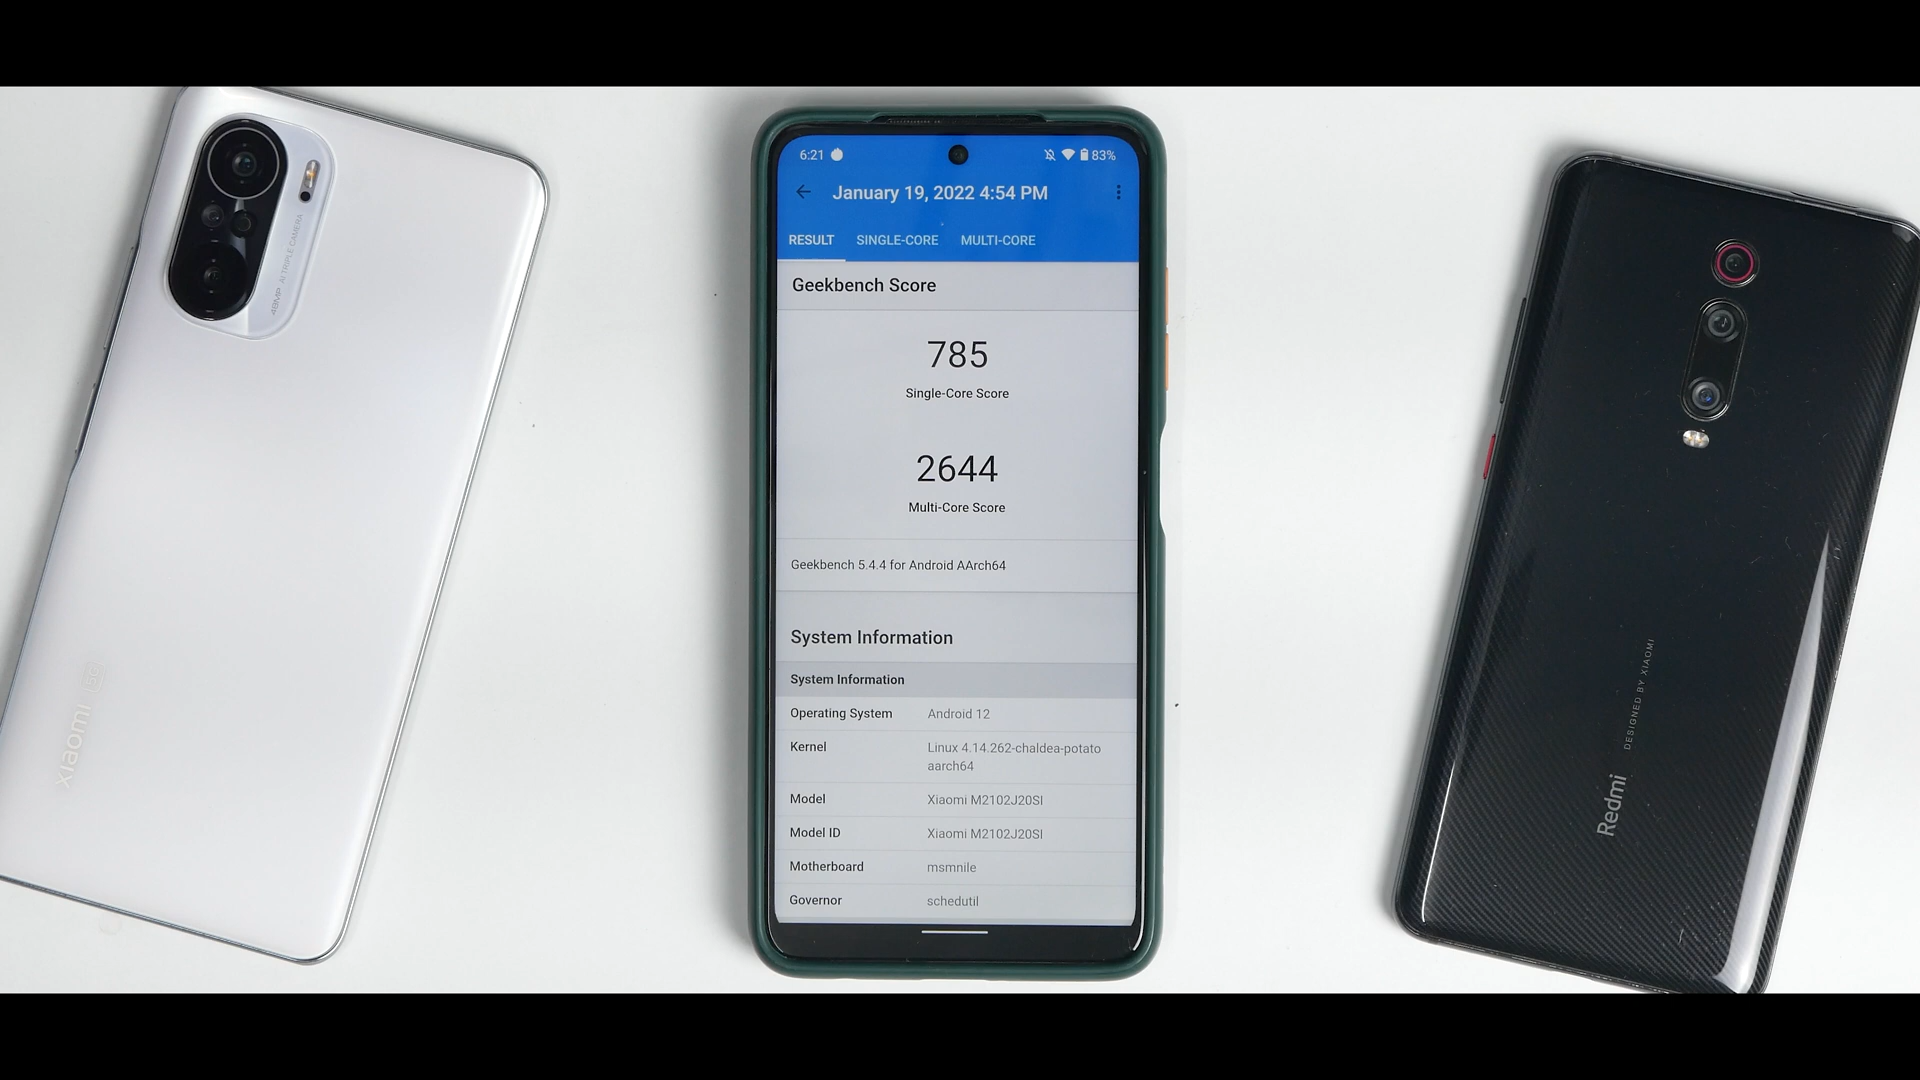 48MP AI TRIPLE CAMERA
xiaomi 5G
6:21
83%
January 19, 2022 4:54 PM
RESULT SINGLE-CORE MULTI-CORE
Geekbench Score
785
Single-Core Score
2644
Multi-Core Score
Geekbench 5.4.4 for Android AArch64
System Information
System Information
Operating System Android 12
Kernel Linux 4.14.262-chaldea-potato
aarch64
Model Xiaomi M2102J20SI
Model ID Xiaomi M2102J20SI
Motherboard msmnile
Governor schedutil
Redmi DESIGNED BY XIAOMI